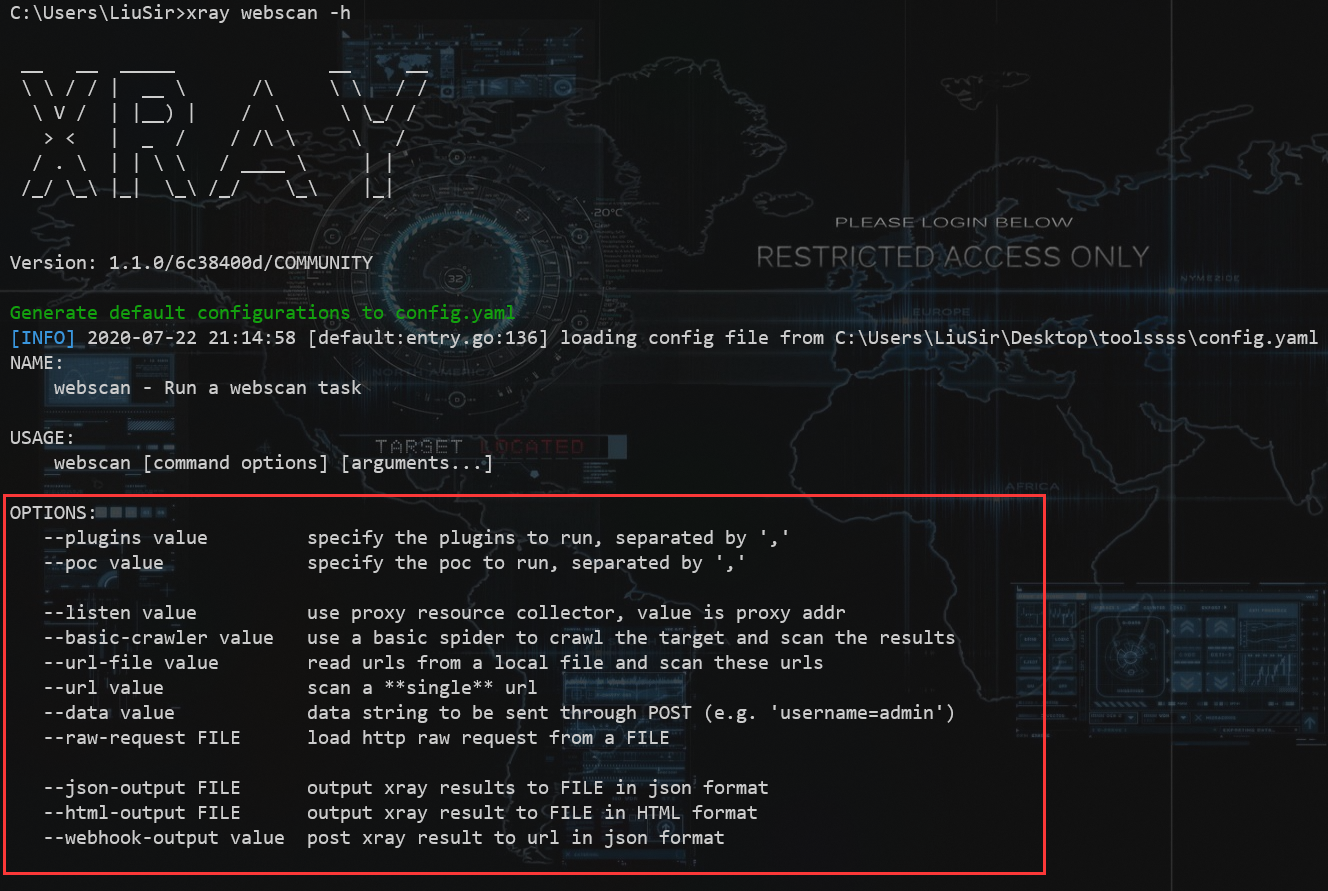 C:\Users\LiuSir>xray webscan -h
XRAY
Version: 1.1.0/6c38400d/COMMUNITY
Generate default configurations to config.yaml
[INFO] 2020-07-22 21:14:58 [default:entry.go:136] loading config file from C:\Users\LiuSir\Desktop\toolssss\config.yaml
NAME:
webscan - Run a webscan task
USAGE:
webscan [command options] [arguments...]
OPTIONS:
--plugins value specify the plugins to run, separated by ','
--poc value specify the poc to run, separated by ','
--listen value use proxy resource collector, value is proxy addr
--basic-crawler value use a basic spider to crawl the target and scan the results
--url-file value read urls from a local file and scan these urls
--url value scan a **single** url
--data value data string to be sent through POST (e.g. 'username=admin')
--raw-request FILE load http raw request from a FILE
--json-output FILE output xray results to FILE in json format
--html-output FILE output xray result to FILE in HTML format
--webhook-output value post xray result to url in json format
PLEASE LOGIN BELOW
RESTRICTED ACCESS ONLY
-20°C
32
EUROPE
NORTH AMERICA
TARGET LOCATED
AFRICA